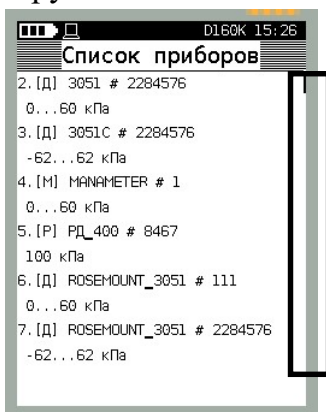 D160K 15:26
Список приборов
2.[Д] 3051 # 2284576
0...60 кПа
3.[Д] 3051C # 2284576
-62...62 кПа
4.[М] MANAMETER # 1
0...60 кПа
5.[Р] РД_400 # 8467
100 кПа
6.[Д] ROSEMOUNT_3051 # 111
0...60 кПа
7.[Д] ROSEMOUNT_3051 # 2284576
-62...62 кПа